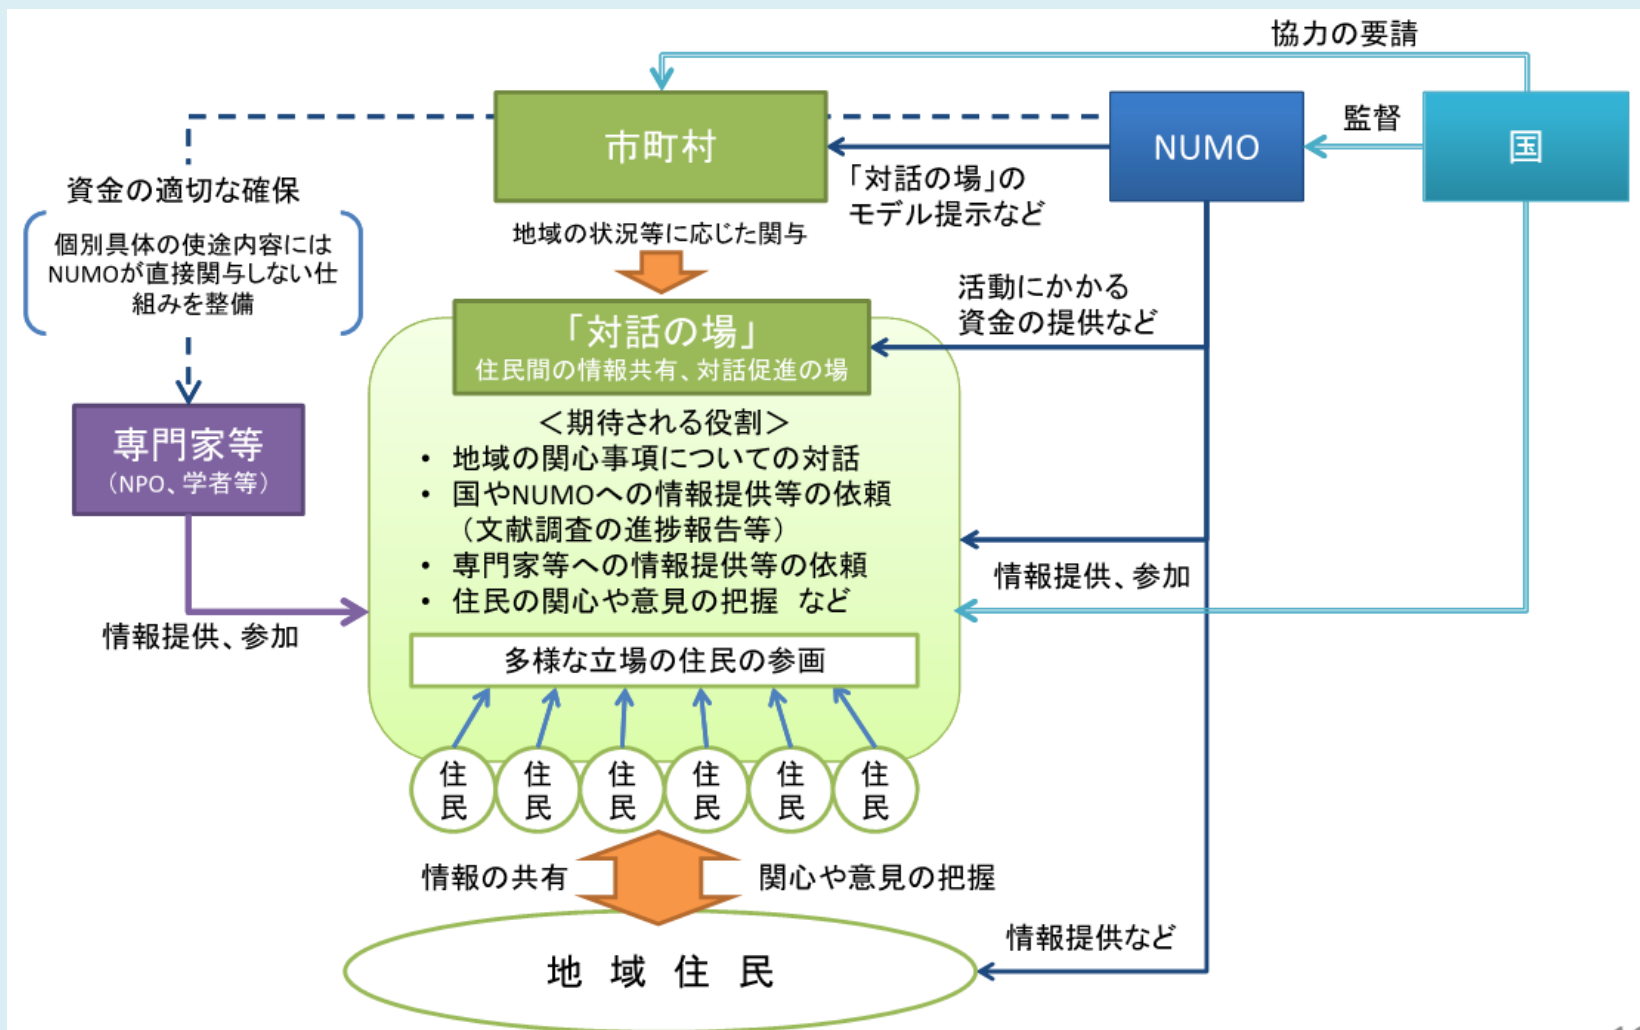 協力の要請
市町村
NUMO
監督
国
「対話の場」の
モデル提示など
資金の適切な確保
個別具体の使途内容には
NUMOが直接関与しない仕
組みを整備
地域の状況等に応じた関与
活動にかかる
資金の提供など
「対話の場」
住民間の情報共有、対話促進の場
専門家等
（NPO、学者等）
＜期待される役割＞
・ 地域の関心事項についての対話
・ 国やNUMOへの情報提供等の依頼
（文献調査の進捗報告等）
・ 専門家等への情報提供等の依頼
・ 住民の関心や意見の把握 など
情報提供、参加
情報提供、参加
多様な立場の住民の参画
住民
住民
住民
住民
住民
住民
情報の共有
関心や意見の把握
情報提供など
地域住民